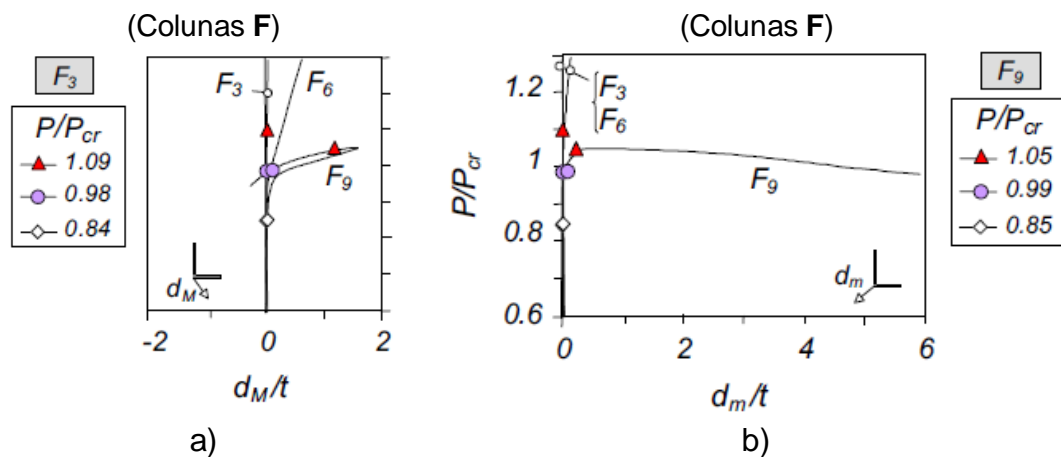 (Colunas F)
F3
P/Pcr
1.09
0.98
0.84
F3
F6
F9
dM
-2
0
2
dM/t
a)
(Colunas F)
P/Pcr
1.2
1
0.8
0.6
F3
F6
F9
dm
0
2
4
6
dm/t
b)
F9
P/Pcr
1.05
0.99
0.85